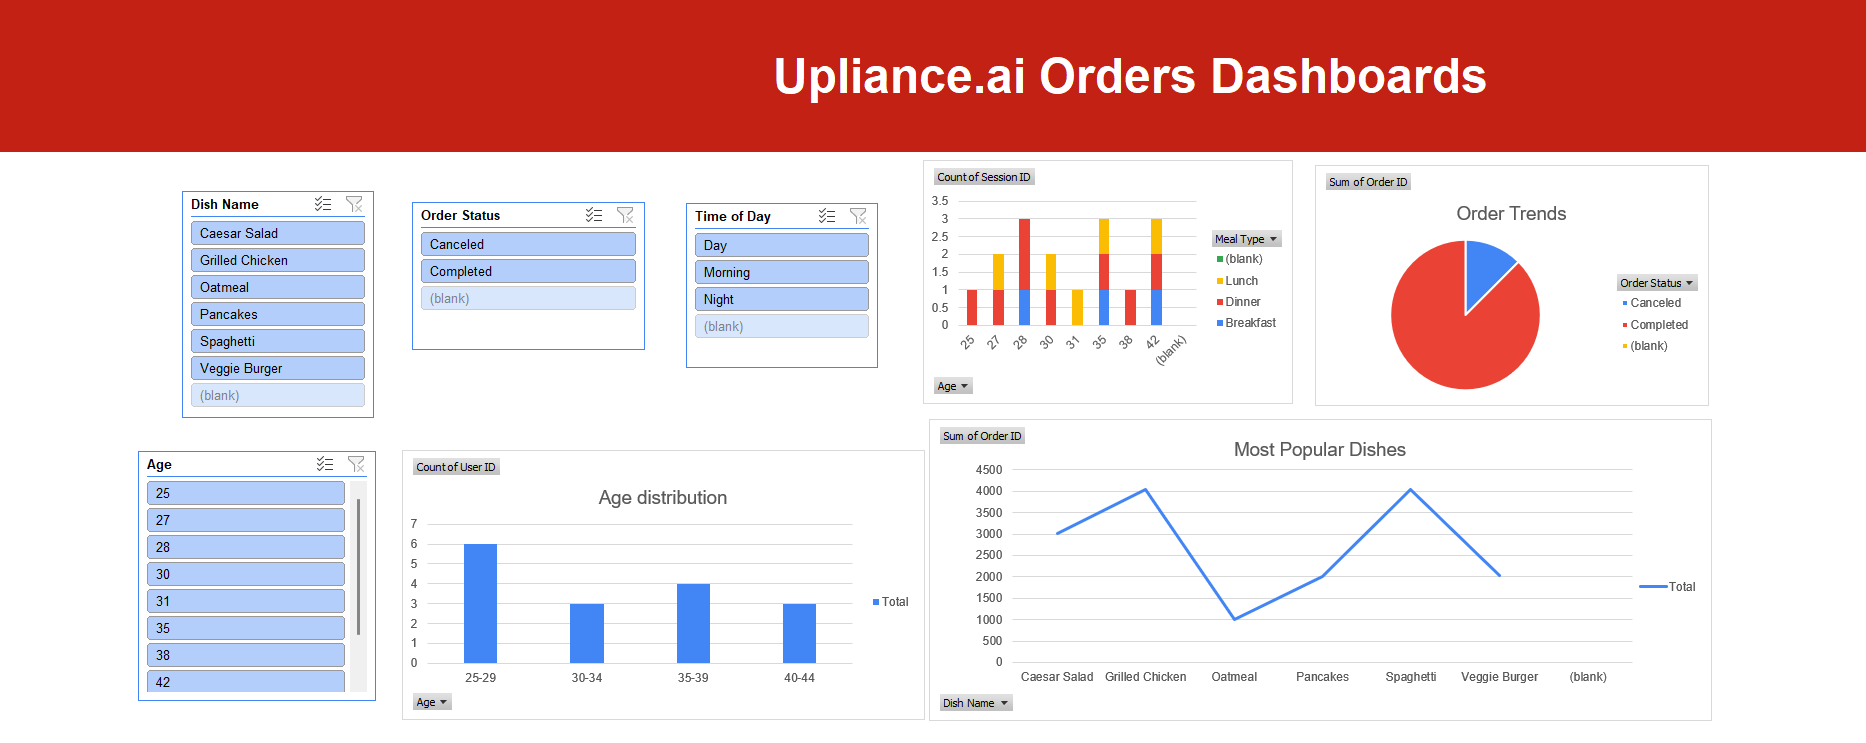 Upliance.ai Orders Dashboards
Dish Name
Caesar Salad
Grilled Chicken
Oatmeal
Pancakes
Spaghetti
Veggie Burger
(blank)
Order Status
Canceled
Completed
(blank)
Time of Day
Day
Morning
Night
(blank)
Count of Session ID
3.5
3
2.5
2
1.5
1
0.5
0
25 27 28 30 31 35 38 42 (blank)
Meal Type
(blank)
Lunch
Dinner
Breakfast
Age
Sum of Order ID
Order Trends
Order Status
Canceled
Completed
(blank)
Age
25
27
28
30
31
35
38
42
Count of User ID
Age distribution
7
6
5
4
3
2
1
0
25-29 30-34 35-39 40-44
Total
Age
Sum of Order ID
Most Popular Dishes
4500
4000
3500
3000
2500
2000
1500
1000
500
0
Caesar Salad Grilled Chicken Oatmeal Pancakes Spaghetti Veggie Burger (blank)
Total
Dish Name